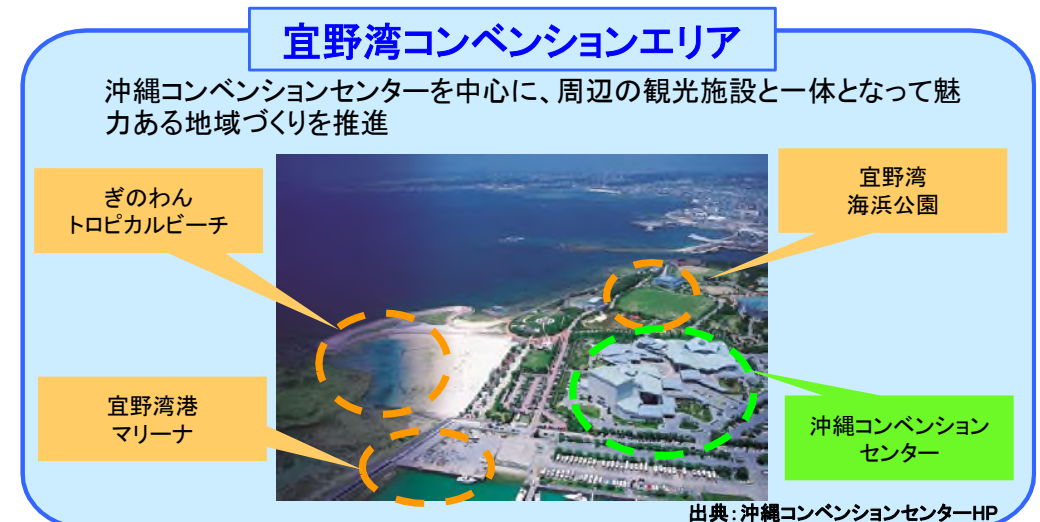 宜野湾コンベンションエリア
沖縄コンベンションセンターを中心に、周辺の観光施設と一体となって魅
力ある地域づくりを推進
ぎのわん
トロピカルビーチ
宜野湾
海浜公園
宜野湾港
マリーナ
沖縄コンベンション
センター
出典：沖縄コンベンションセンターHP